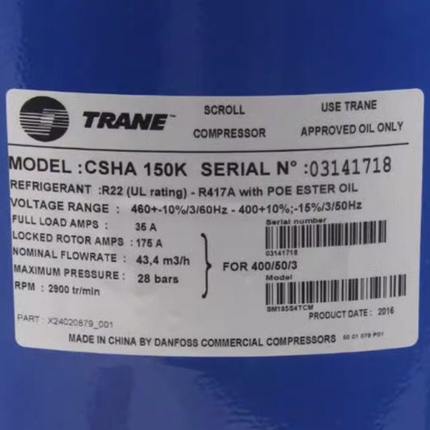 TRANE™
SCROLL
COMPRESSOR
USE TRANE
APPROVED OIL ONLY
MODEL :CSHA 150K SERIAL N° :03141718
REFRIGERANT :R22 (UL rating) - R417A with POE ESTER OIL
VOLTAGE RANGE : 460+-10%/3/60Hz - 400+10%;-15%/3/50Hz
FULL LOAD AMPS : 35 A
LOCKED ROTOR AMPS : 175 A
NOMINAL FLOWRATE : 43,4 m3/h
MAXIMUM PRESSURE : 28 bars
RPM : 2900 tr/min
FOR 400/50/3
Serial number
03141718
Model
SM185S4TCM
PRODUCT DATE : 2016
PART : X24020879_001
MADE IN CHINA BY DANFOSS COMMERCIAL COMPRESSORS